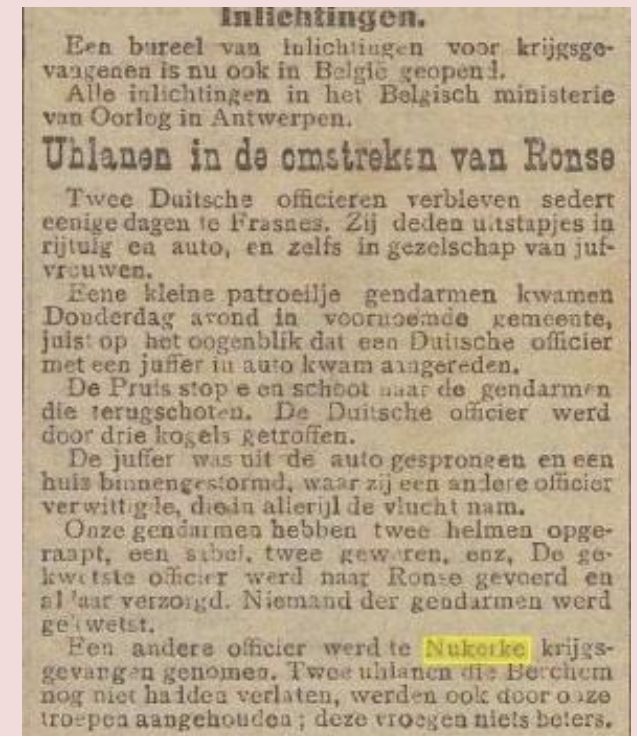 Inlichtingen.
Een bureel van inlichtingen voor krijgsge-
vangenen is nu ook in België geopend.
Alle inlichtingen in het Belgisch ministerie
van Oorlog in Antwerpen.
Uhlanen in de omstreken van Ronse
Twee Duitsche officieren verbleven sedert
eenige dagen te Frasnes. Zij deden uitstapjes in
rijtuig en auto, en zelfs in gezelschap van juf-
vrouwen.
Eene kleine patroeilje gendarmen kwamen
Donderdag avond in voornoemde gemeente,
juist op het oogenblik dat een Duitsche officier
met een juffer in auto kwam aangereden.
De Pruis stop e en schoot naar de gendarmen
die terugschoten. De Duitsche officier werd
door drie kogels getroffen.
De juffer was uit de auto gesprongen en een
huis binnengestormd, waar zij een andere officier
verwittigde, die in allerijl de vlucht nam.
Onze gendarmen hebben twee helmen opge-
raapt, een sabel, twee geweren, enz, De ge-
kwetste officier werd naar Ronse gevoerd en
aldaar verzorgd. Niemand der gendarmen werd
gekwetst.
Een andere officier werd te Nukerke krijgs-
gevangen genomen. Twee uhlanen die Berchem
nog niet hadden verlaten, werden ook door onze
troepen aangehouden ; deze vroegen niets beters.